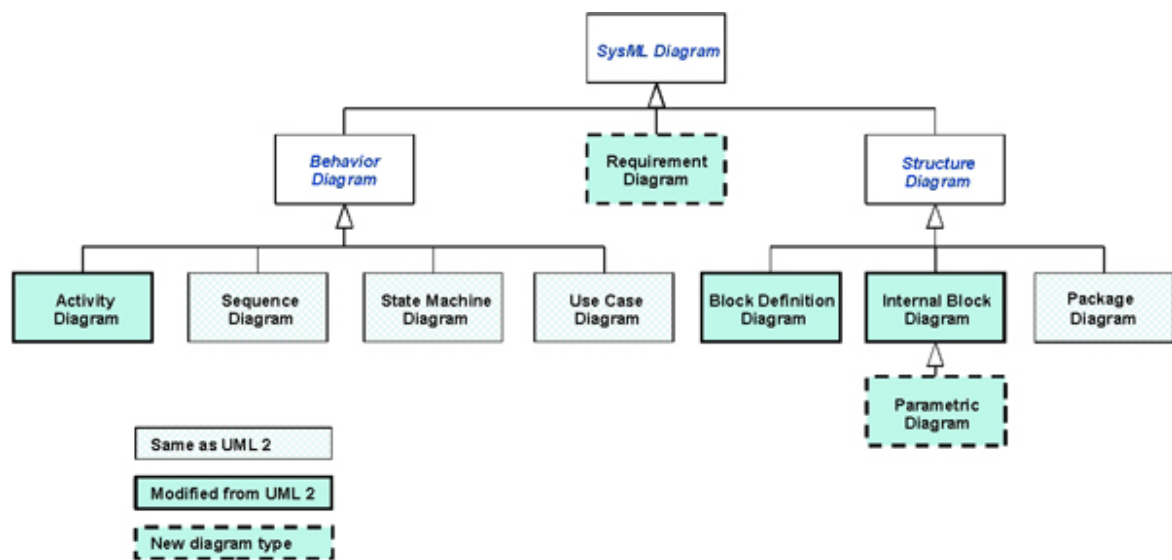 SysML Diagram
Behavior
Diagram
Requirement
Diagram
Structure
Diagram
Activity
Diagram
Sequence
Diagram
State Machine
Diagram
Use Case
Diagram
Block Definition
Diagram
Internal Block
Diagram
Package
Diagram
Parametric
Diagram
Same as UML 2
Modified from UML 2
New diagram type